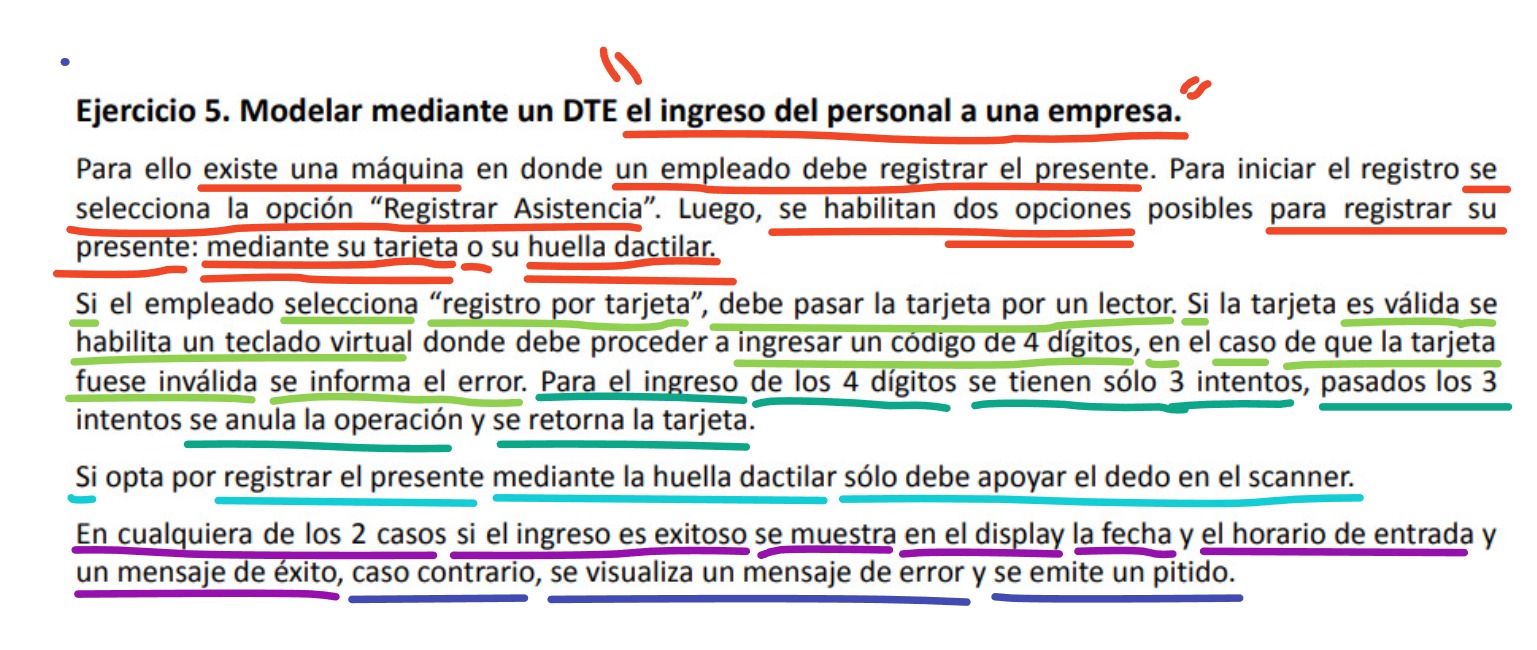 Ejercicio 5. Modelar mediante un DTE el ingreso del personal a una empresa.
Para ello existe una máquina en donde un empleado debe registrar el presente. Para iniciar el registro se
selecciona la opción “Registrar Asistencia”. Luego, se habilitan dos opciones posibles para registrar su
presente: mediante su tarjeta o su huella dactilar.
Si el empleado selecciona “registro por tarjeta”, debe pasar la tarjeta por un lector. Si la tarjeta es válida se
habilita un teclado virtual donde debe proceder a ingresar un código de 4 dígitos, en el caso de que la tarjeta
fuese inválida se informa el error. Para el ingreso de los 4 dígitos se tienen sólo 3 intentos, pasados los 3
intentos se anula la operación y se retorna la tarjeta.
Si opta por registrar el presente mediante la huella dactilar sólo debe apoyar el dedo en el scanner.
En cualquiera de los 2 casos si el ingreso es exitoso se muestra en el display la fecha y el horario de entrada y
un mensaje de éxito, caso contrario, se visualiza un mensaje de error y se emite un pitido.